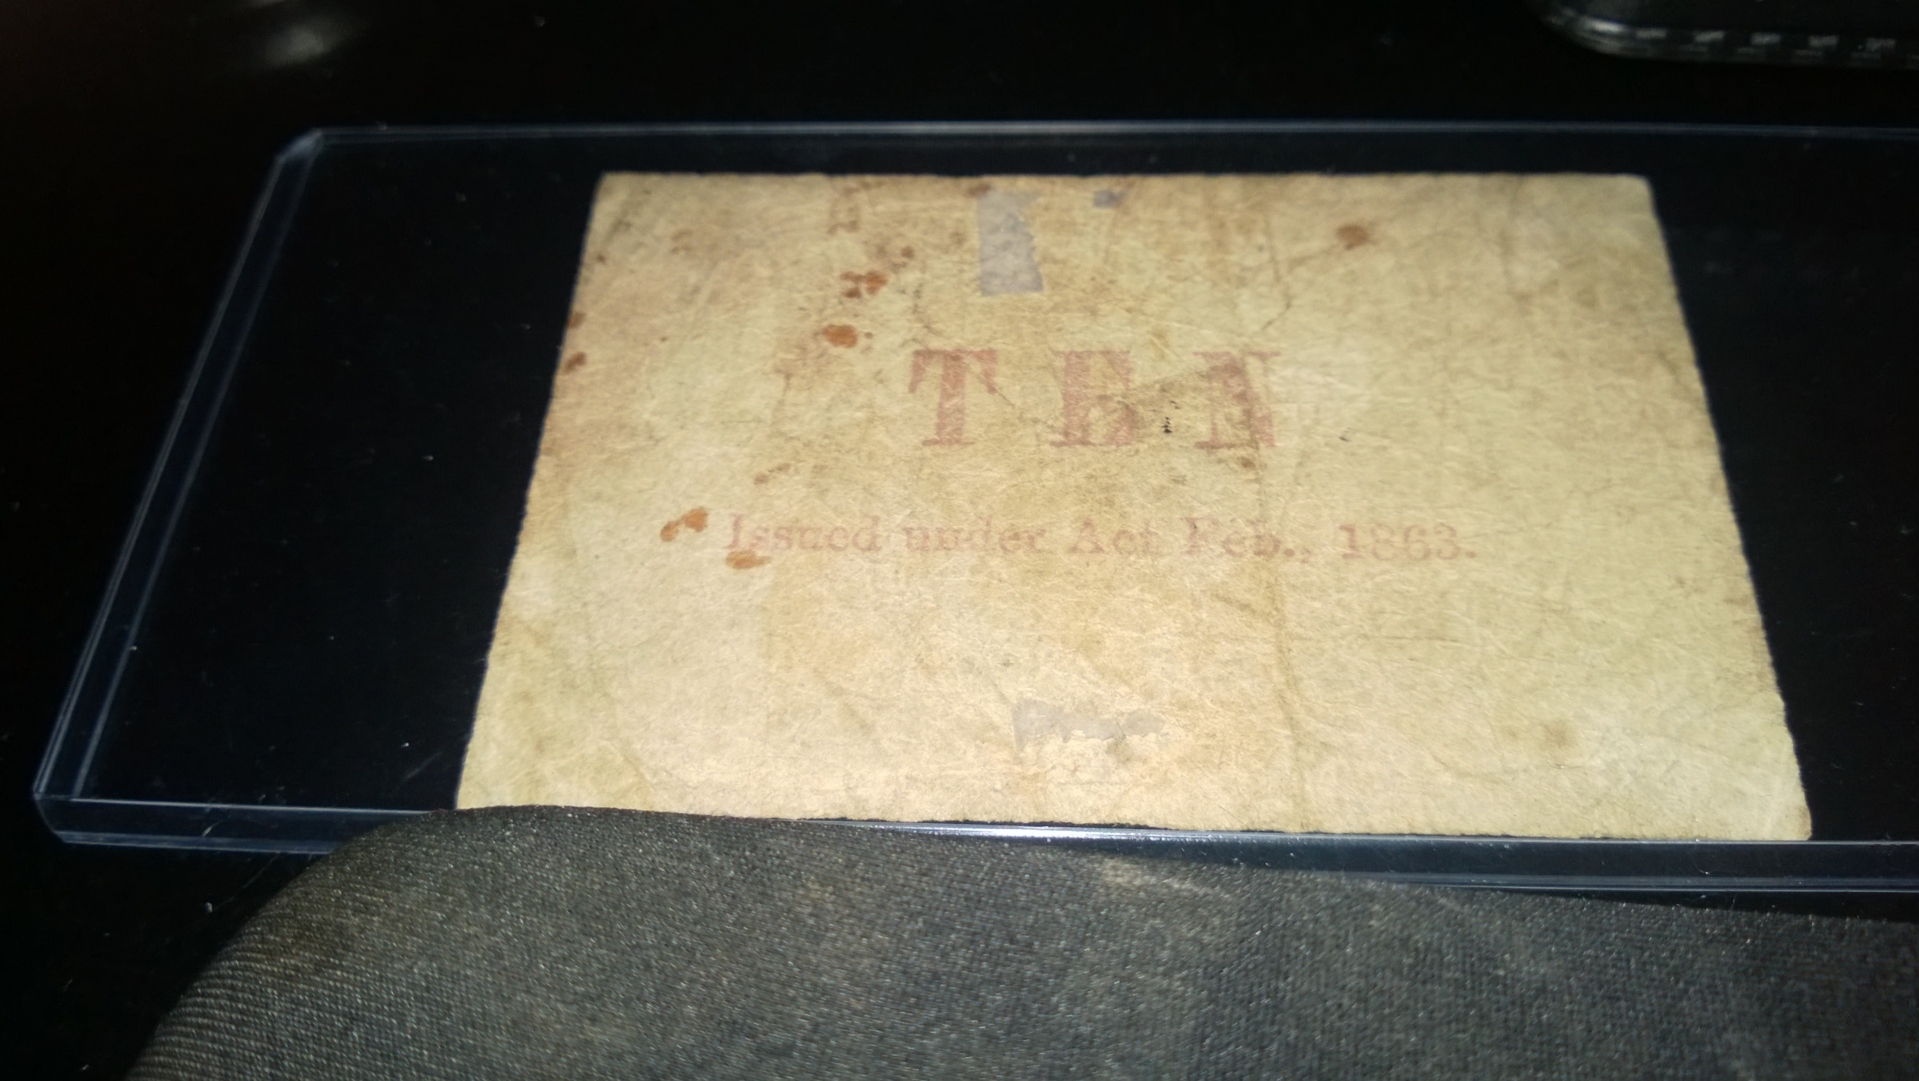 TEN
Issued under Act Feb., 1863.